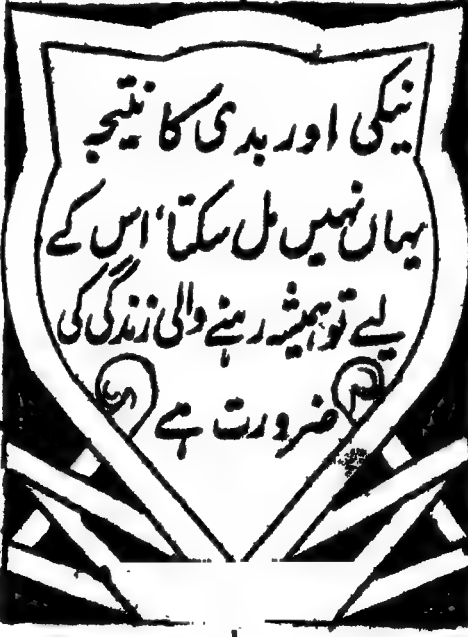 نیکی اور بدی کا نتیجہ
یہاں نہیں مل سکتا، اس کے
لیے تو ہمیشہ رہنے والی زندگی کی
ضرورت ہے